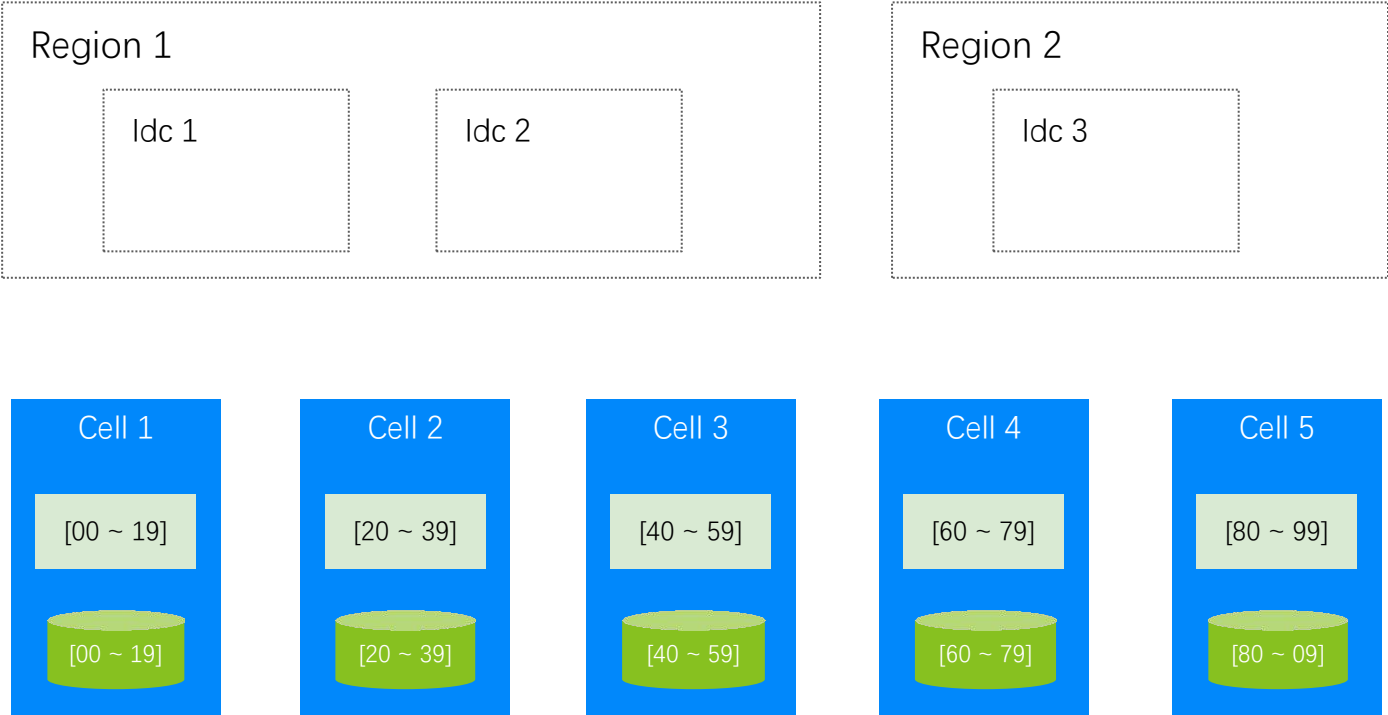 Region 1
Region 2
Idc 1
Idc 2
Idc 3
Cell 1
Cell 2
Cell 3
Cell 4
Cell 5
[00 ~ 19]
[20 ~ 39]
[40 ~ 59]
[60 ~ 79]
[80 ~ 99]
[00 ~ 19]
[20 ~ 39]
[40 ~ 59]
[60 ~ 79]
[80 ~ 09]